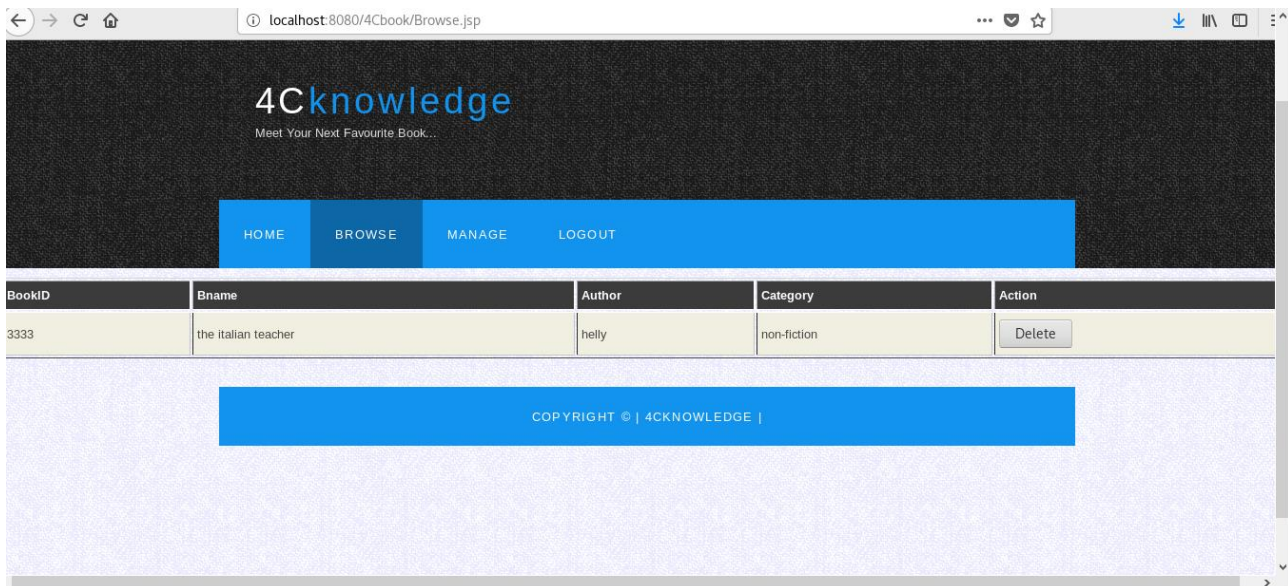 localhost:8080/4Cbook/Browse.jsp
4Cknowledge
Meet Your Next Favourite Book...
HOME BROWSE MANAGE LOGOUT
BookID Bname Author Category Action
3333 the italian teacher helly non-fiction Delete
COPYRIGHT © | 4CKNOWLEDGE |